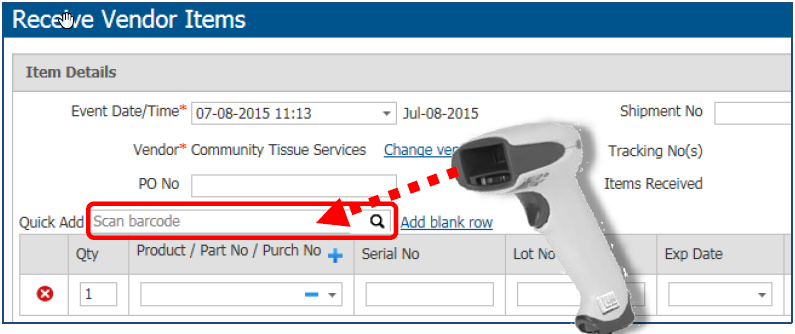 Receive Vendor Items
Item Details
Event Date/Time* 07-08-2015 11:13 Jul-08-2015 Shipment No
Vendor* Community Tissue Services Change Tracking No(s)
PO No Items Received
Quick Add Scan barcode Add blank row
Qty Product / Part No / Purch No Serial No Lot No Exp Date
1